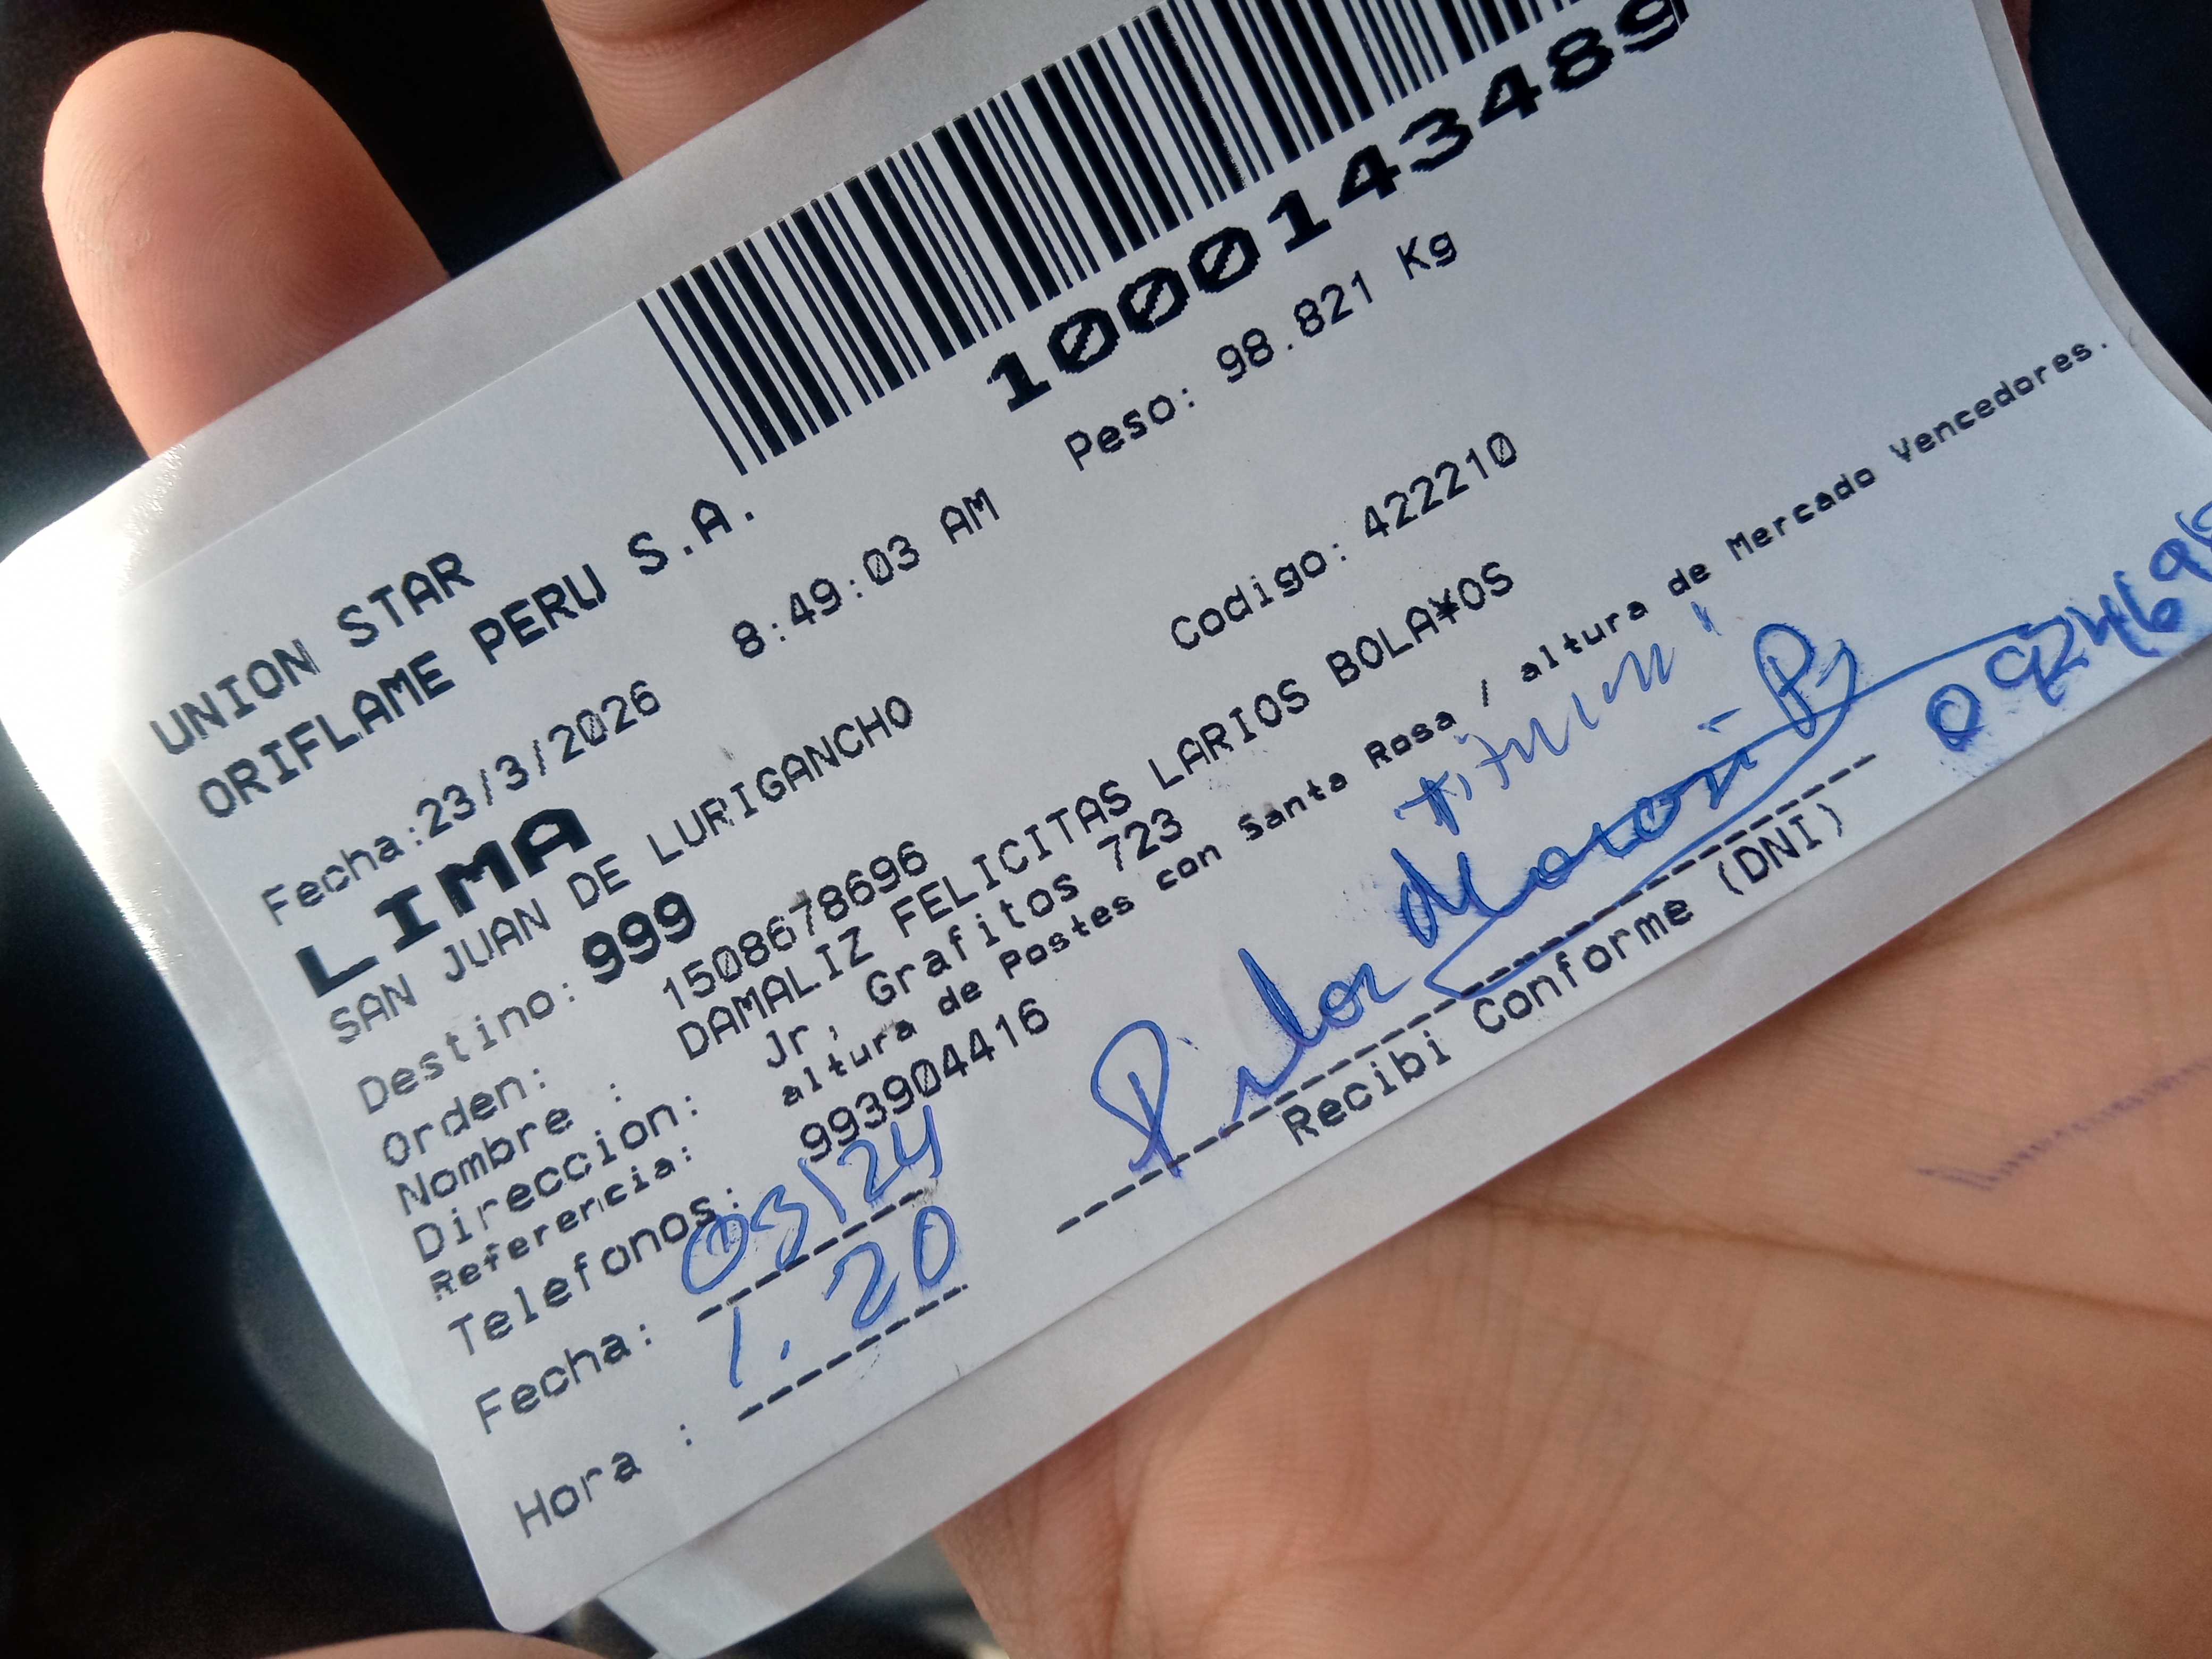 1000143489
UNION STAR
ORIFLAME PERU S.A.
Fecha:23/3/2026 8:49:03 AM Peso: 98.821 Kg
LIMA
SAN JUAN DE LURIGANCHO Codigo: 422210
Destino: 999
Orden: 1508678696
Nombre : DAMALIZ FELICITAS LARIOS BOLA¥OS
Direccion: Jr, Grafitos 723
Referencia: altura de Postes con Santa Rosa / altura de Mercado Vencedores.
Telefonos: 993904416
Fecha: 03/24
Hora : 1.20
Pilar
Recibi Conforme (DNI)